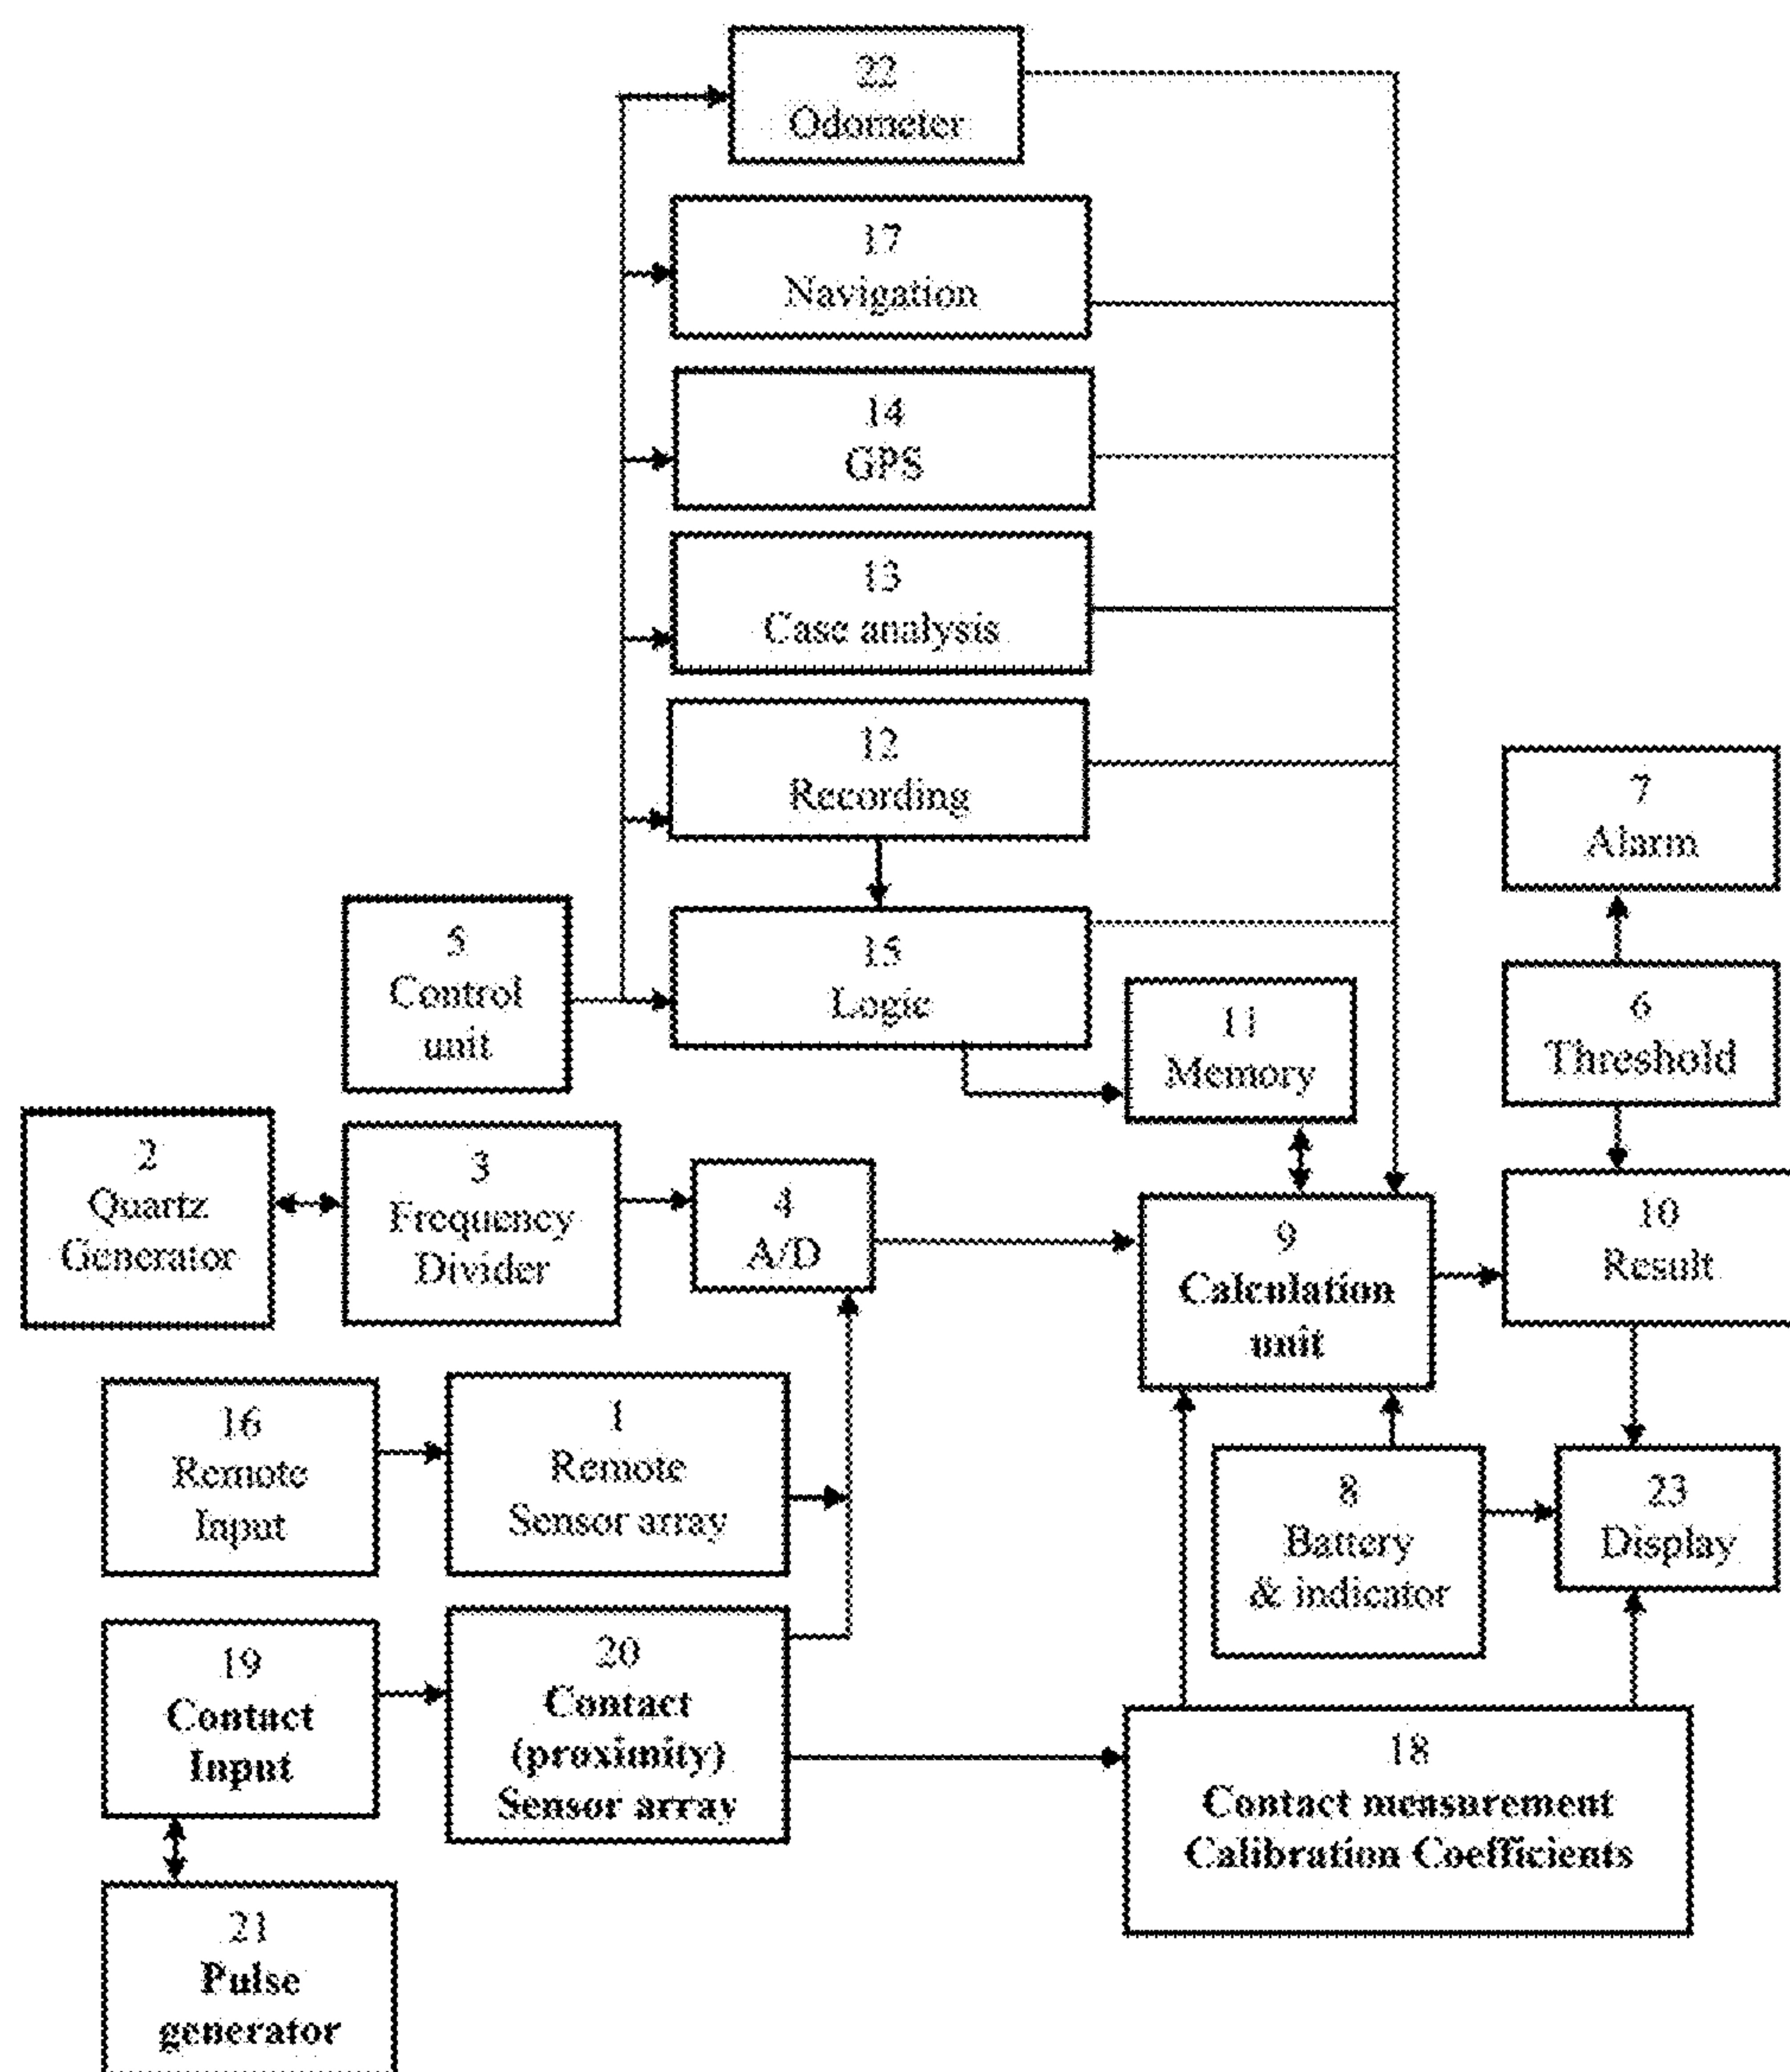 22
Odometer
17
Navigation
14
GPS
13
Case analysis
12
Recording
7
Alarm
5
Control
unit
15
Logic
6
Threshold
11
Memory
2
Quartz
Generator
3
Frequency
Divider
4
A/D
9
Calculation
unit
10
Result
16
Remote
Input
1
Remote
Sensor array
8
Battery
& indicator
23
Display
19
Contact
Input
20
Contact
(proximity)
Sensor array
18
Contact measurement
Calibration Coefficients
21
Pulse
generator